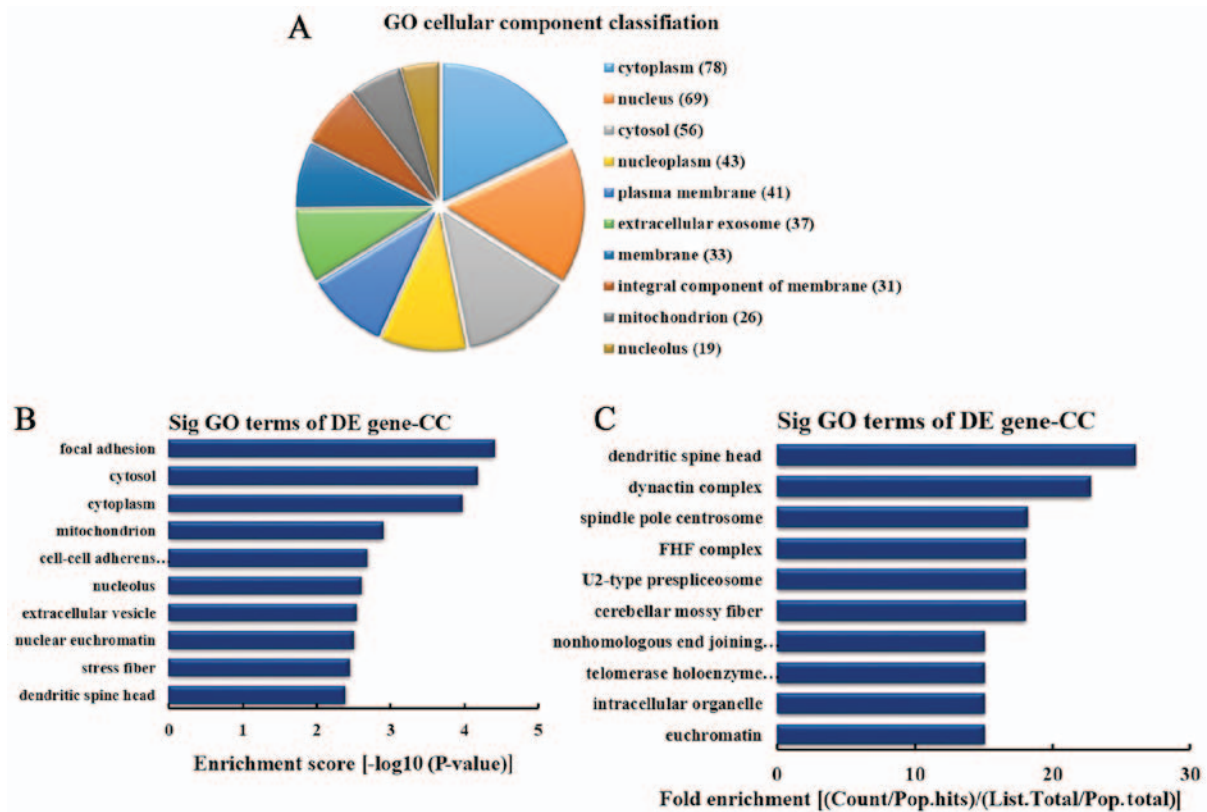 A
GO cellular component classifiation
cytoplasm (78)
nucleus (69)
cytosol (56)
nucleoplasm (43)
plasma membrane (41)
extracellular exosome (37)
membrane (33)
integral component of membrane (31)
mitochondrion (26)
nucleolus (19)
B
Sig GO terms of DE gene-CC
focal adhesion
cytosol
cytoplasm
mitochondrion
cell-cell adherens...
nucleolus
extracellular vesicle
nuclear euchromatin
stress fiber
dendritic spine head
0 1 2 3 4 5
Enrichment score [-log10 (P-value)]
C
Sig GO terms of DE gene-CC
dendritic spine head
dynactin complex
spindle pole centrosome
FHF complex
U2-type prespliceosome
cerebellar mossy fiber
nonhomologous end joining...
telomerase holoenzyme...
intracellular organelle
euchromatin
0 10 20 30
Fold enrichment [(Count/Pop.hits)/(List.Total/Pop.total)]